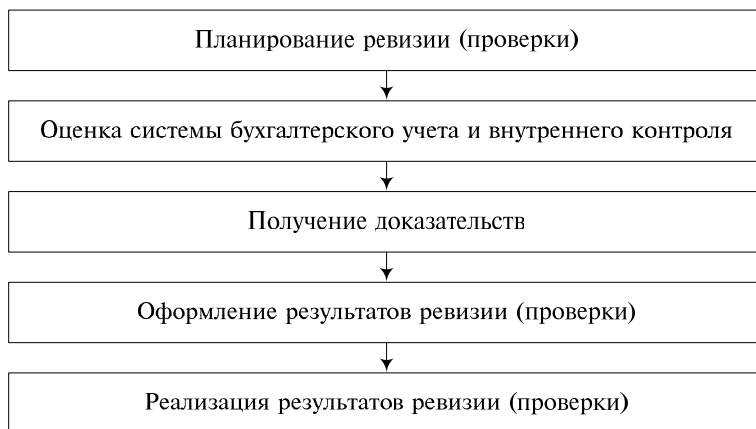 Планирование ревизии (проверки)
Оценка системы бухгалтерского учета и внутреннего контроля
Получение доказательств
Оформление результатов ревизии (проверки)
Реализация результатов ревизии (проверки)